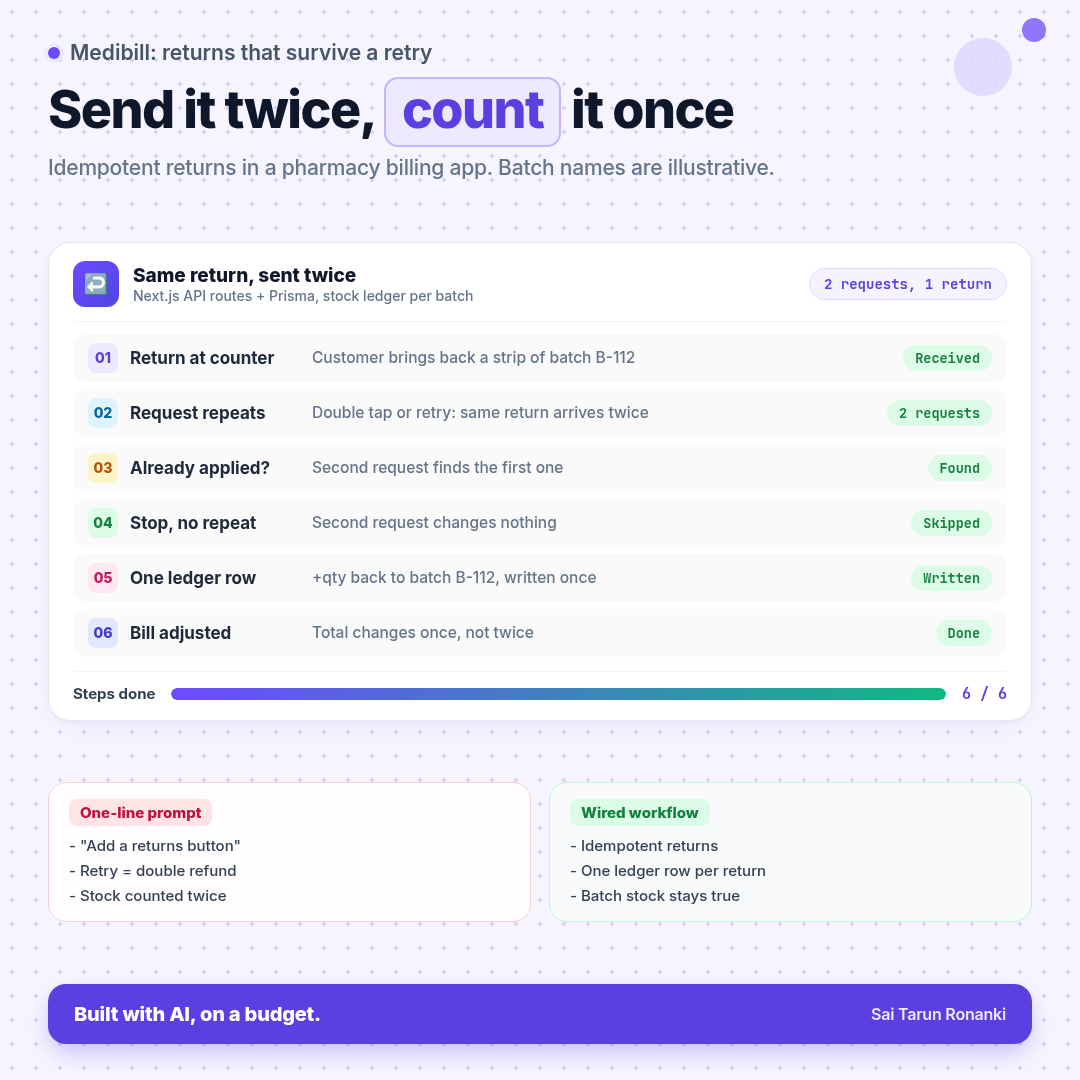 Medibill: returns that survive a retry
Send it twice, count it once
Idempotent returns in a pharmacy billing app. Batch names are illustrative.
Same return, sent twice
Next.js API routes + Prisma, stock ledger per batch
2 requests, 1 return
01 Return at counter Customer brings back a strip of batch B-112 Received
02 Request repeats Double tap or retry: same return arrives twice 2 requests
03 Already applied? Second request finds the first one Found
04 Stop, no repeat Second request changes nothing Skipped
05 One ledger row +qty back to batch B-112, written once Written
06 Bill adjusted Total changes once, not twice Done
Steps done 6 / 6
One-line prompt
- "Add a returns button"
- Retry = double refund
- Stock counted twice
Wired workflow
- Idempotent returns
- One ledger row per return
- Batch stock stays true
Built with AI, on a budget.
Sai Tarun Ronanki